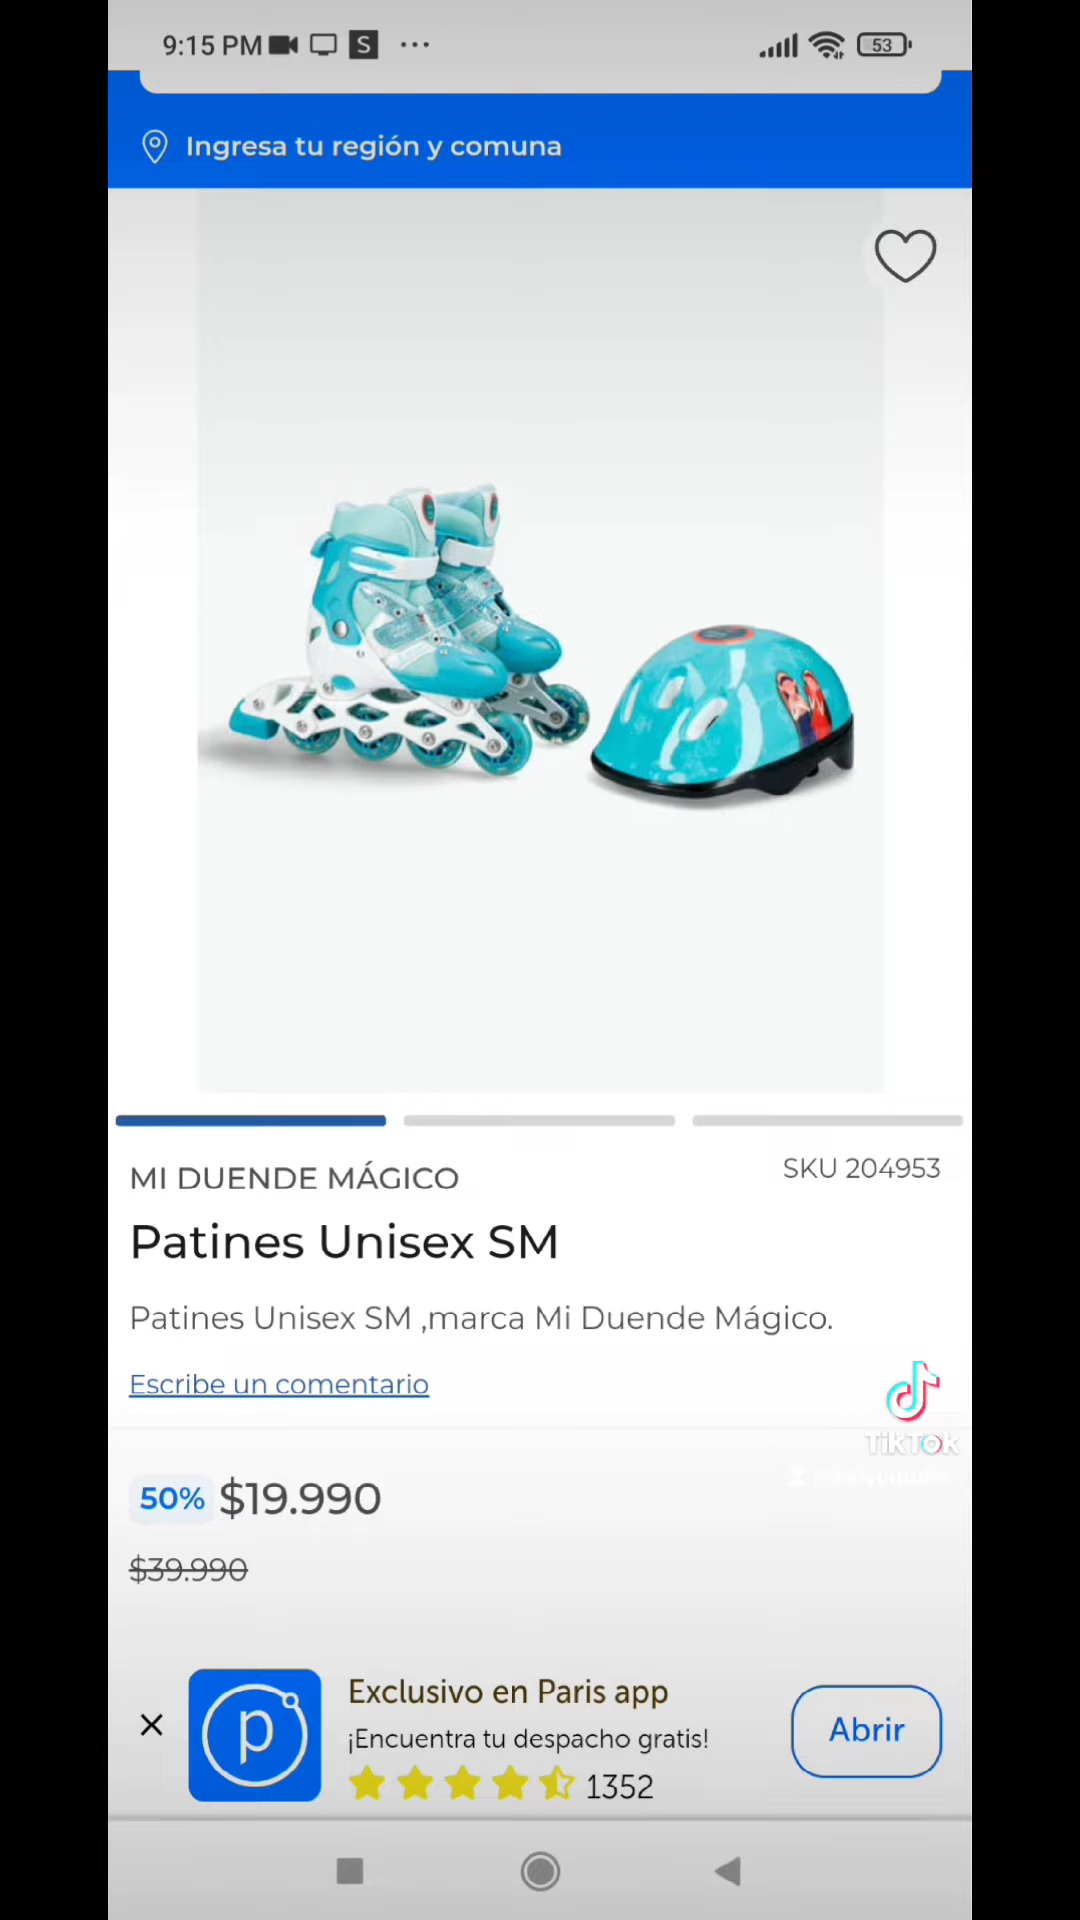 9:15 PM S ... 53
Ingresa tu región y comuna
MI DUENDE MÁGICO
SKU 204953
Patines Unisex SM
Patines Unisex SM ,marca Mi Duende Mágico.
Escribe un comentario
TikTok
50% $19.990
$39.990
Exclusivo en Paris app
¡Encuentra tu despacho gratis!
1352
Abrir
p